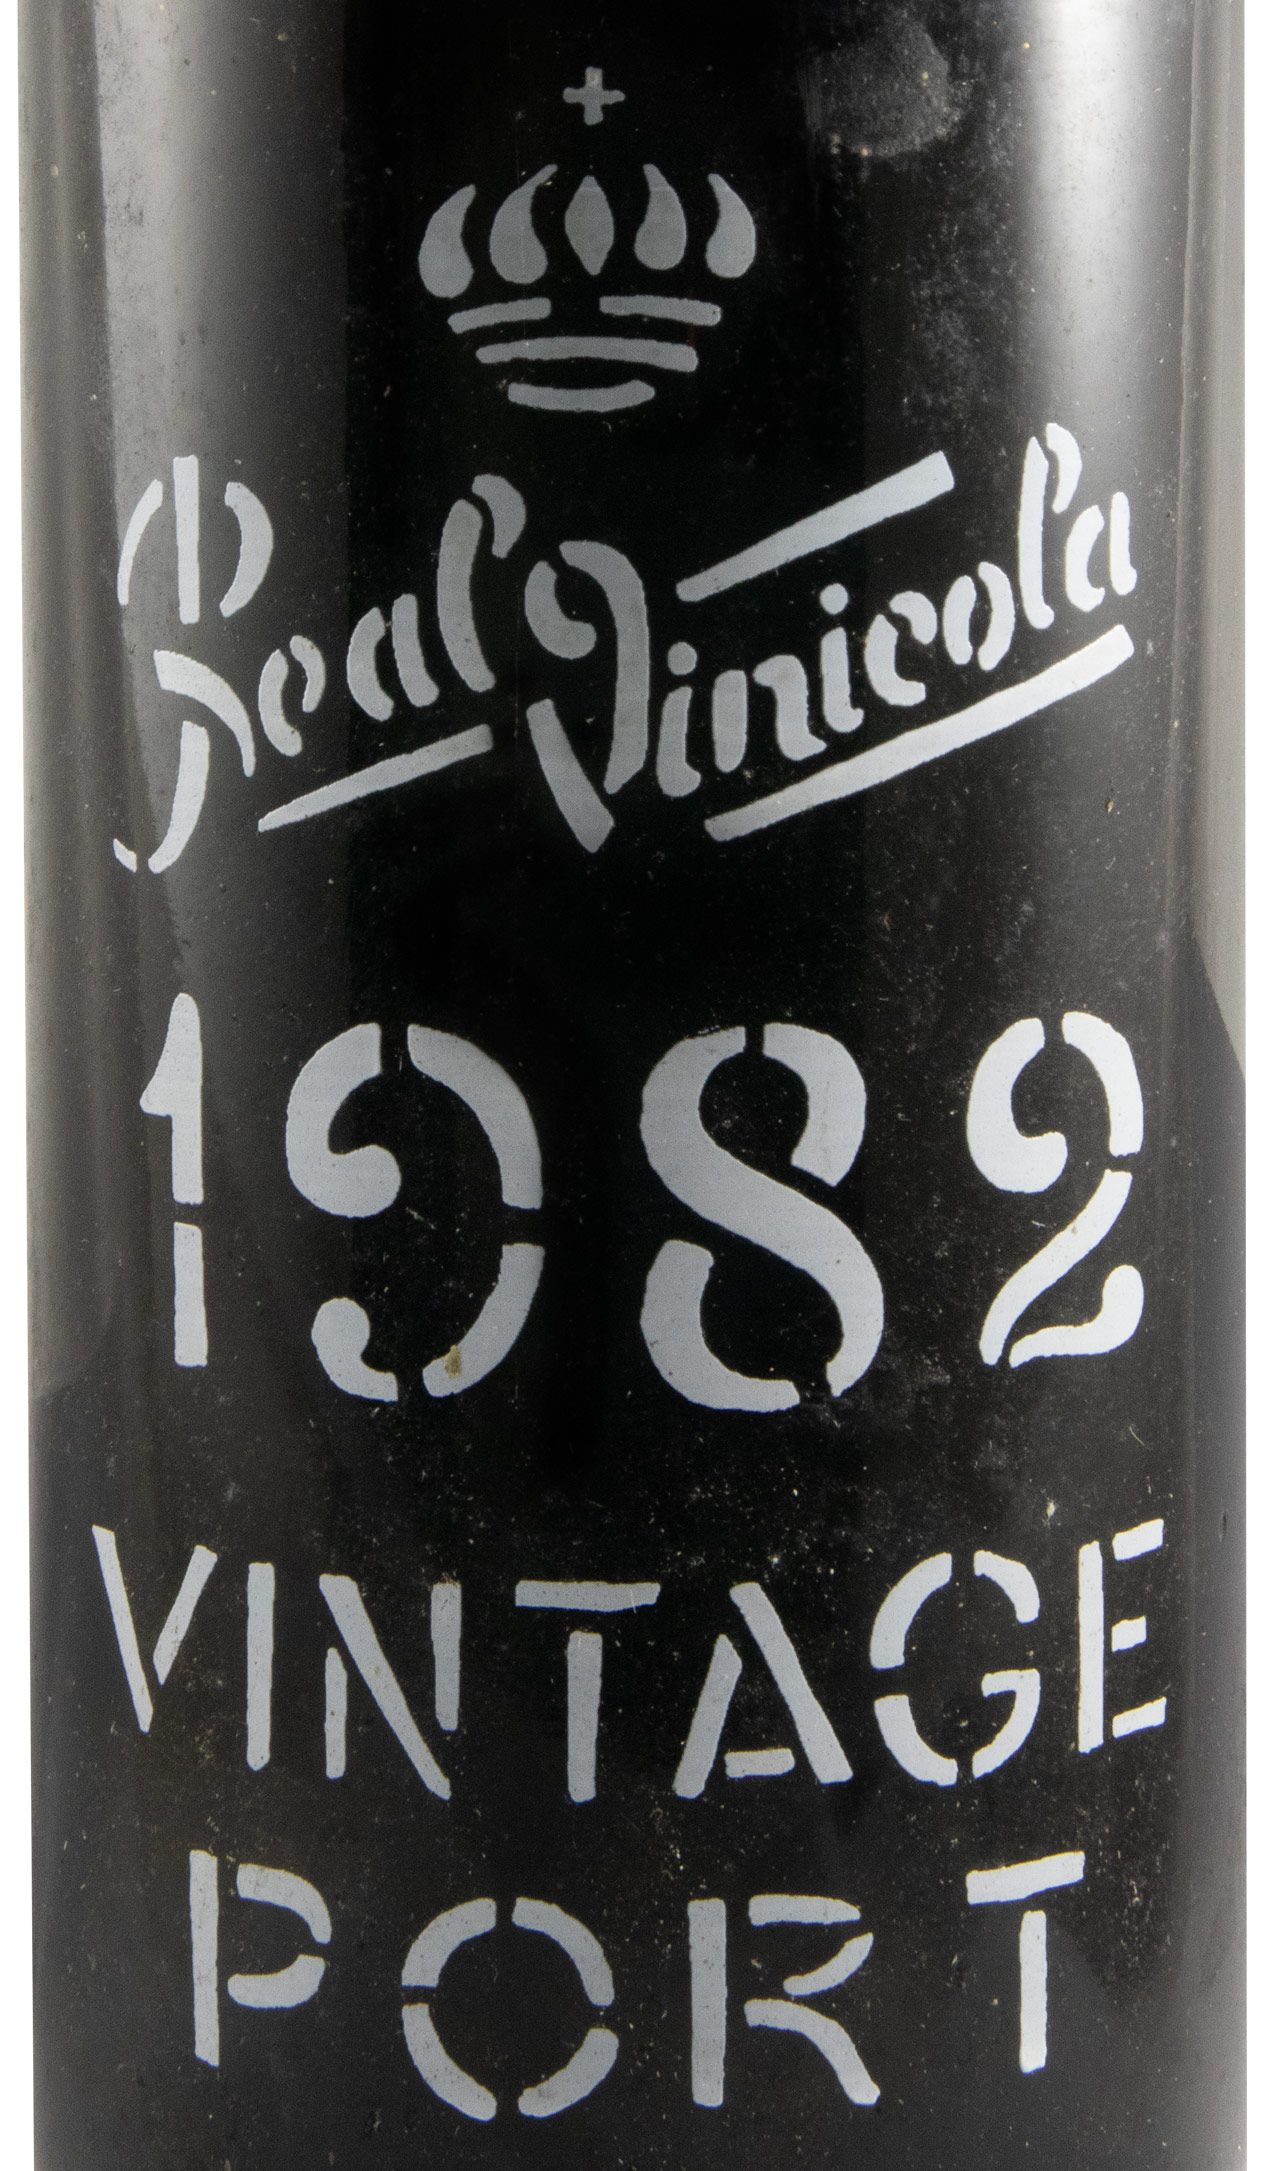 Real Vinicola
1982
VINTAGE
PORT